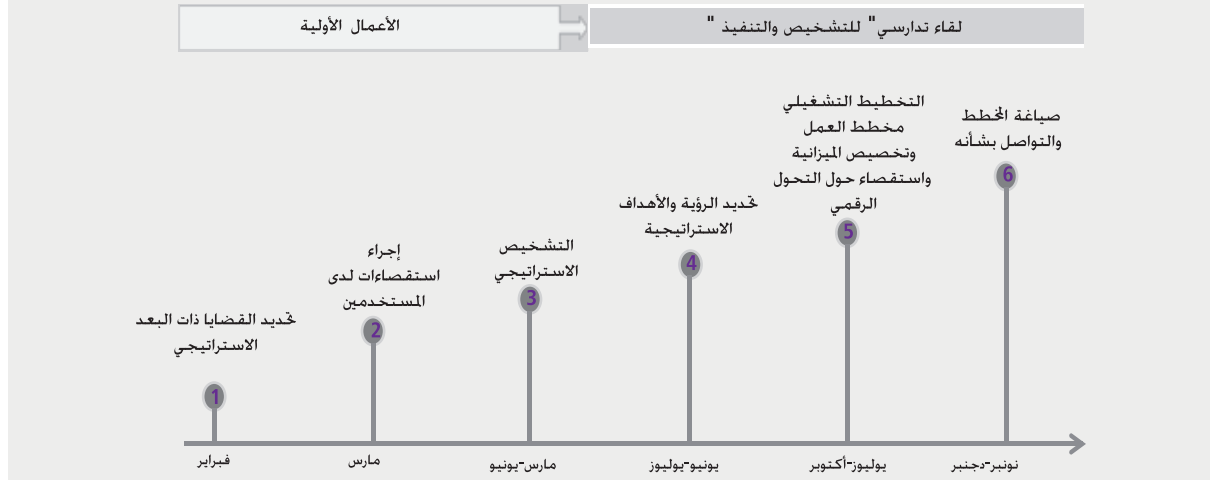 الأعمال الأولية
لقاء تدارسي" للتشخيص والتنفيذ "
تحديد القضايا ذات البعد
الاستراتيجي
1
فبراير
إجراء
استقصاءات لدى
المستخدمين
2
مارس
التشخيص
الاستراتيجي
3
مارس-يونيو
تحديد الرؤية والأهداف
الاستراتيجية
4
يونيو-يوليوز
التخطيط التشغيلي
مخطط العمل
وتخصيص الميزانية
واستقصاء حول التحول
الرقمي
5
يوليوز-أكتوبر
صياغة المخطط
والتواصل بشأنه
6
نونبر-دجنبر